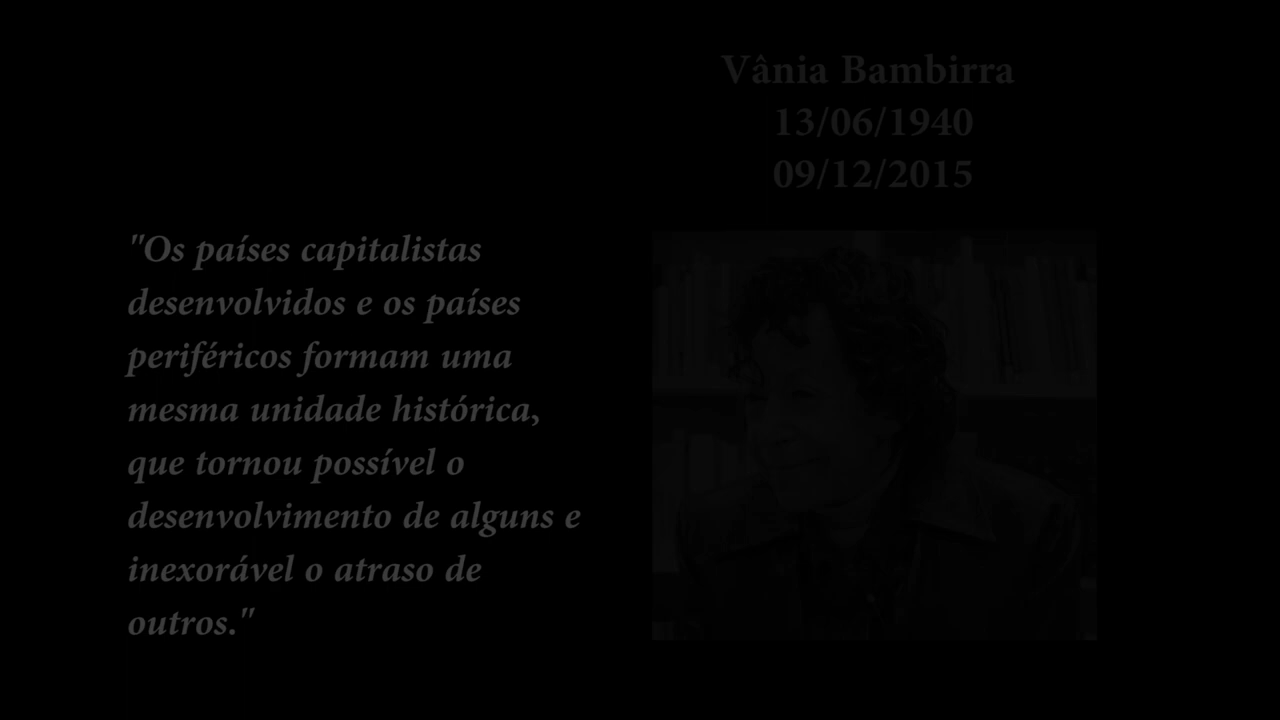 Vânia Bambirra
13/06/1940
09/12/2015
"Os países capitalistas
desenvolvidos e os países
periféricos formam uma
mesma unidade histórica,
que tornou possível o
desenvolvimento de alguns e
inexorável o atraso de
outros."